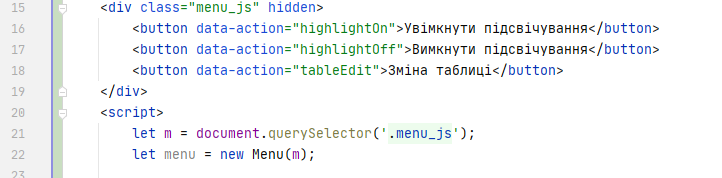 15 <div class="menu_js" hidden>
16 <button data-action="highlightOn">Увімкнути підсвічування</button>
17 <button data-action="highlightOff">Вимкнути підсвічування</button>
18 <button data-action="tableEdit">Зміна таблиці</button>
19 </div>
20 <script>
21 let m = document.querySelector('.menu_js');
22 let menu = new Menu(m);
23